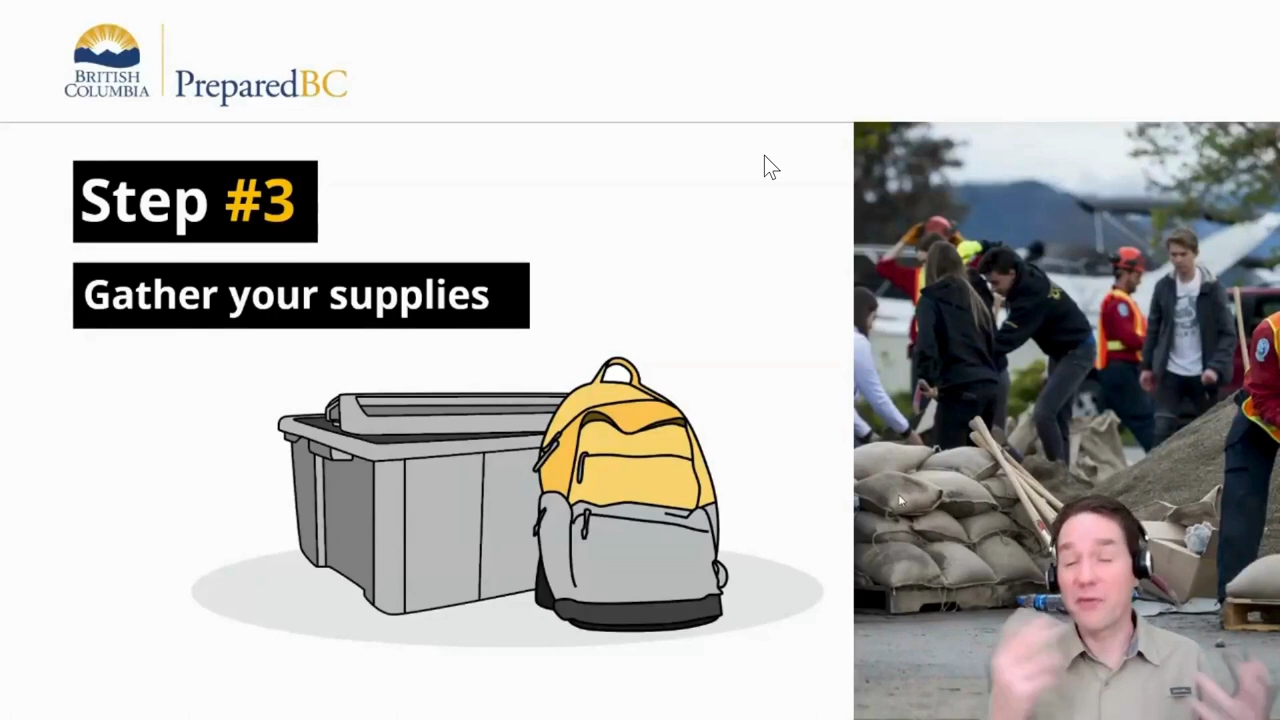 BRITISH
COLUMBIA
PreparedBC
Step #3
Gather your supplies